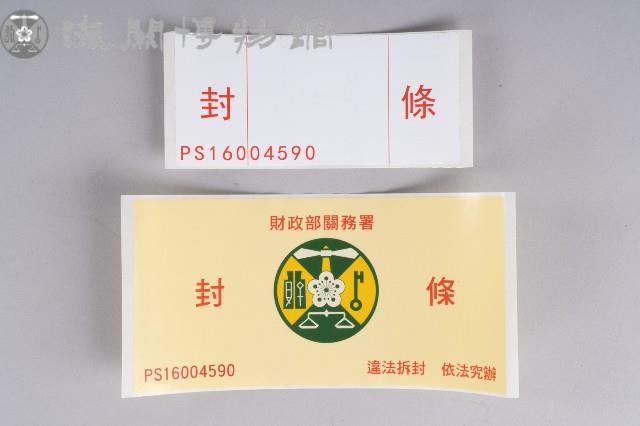 海關博物館
封 條
PS16004590
財政部關務署
封 條
PS16004590 違法拆封 依法究辦